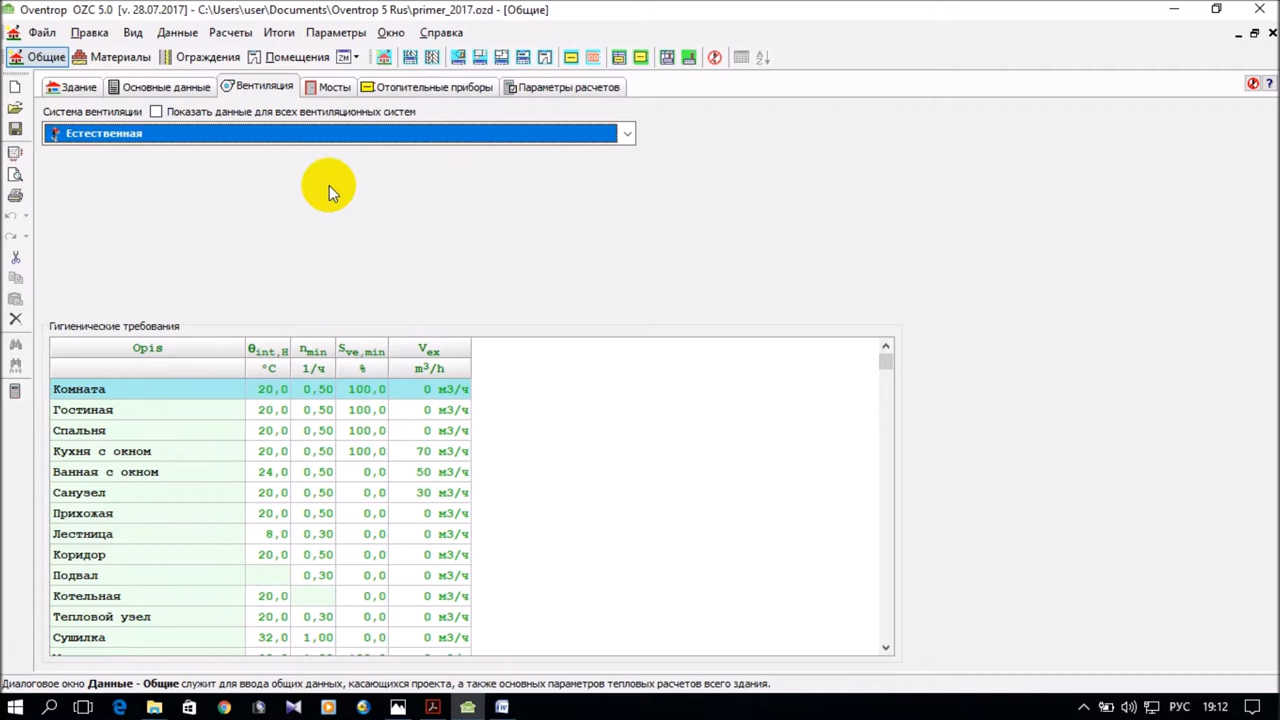 Oventrop OZC 5.0 [v. 28.07.2017] - C:\Users\user\Documents\Oventrop 5 Rus\primer_2017.ozd - [Общие]
Файл Правка Вид Данные Расчеты Итоги Параметры Окно Справка
Общие Материалы Ограждения Помещения
Здание Основные данные Вентиляция Мосты Отопительные приборы Параметры расчетов
Система вентиляции Показать данные для всех вентиляционных систем
Естественная
Гигиенические требования
Opis θint,H nmin Sve,min Vex
°C 1/ч % m³/h
Комната 20,0 0,50 100,0 0 м3/ч
Гостиная 20,0 0,50 100,0 0 м3/ч
Спальня 20,0 0,50 100,0 0 м3/ч
Кухня с окном 20,0 0,50 100,0 70 м3/ч
Ванная с окном 24,0 0,50 0,0 50 м3/ч
Санузел 20,0 0,50 0,0 30 м3/ч
Прихожая 20,0 0,50 0,0 0 м3/ч
Лестница 8,0 0,30 0,0 0 м3/ч
Коридор 20,0 0,50 0,0 0 м3/ч
Подвал 0,30 0,0 0 м3/ч
Котельная 20,0 0,0 0 м3/ч
Тепловой узел 20,0 0,30 0,0 0 м3/ч
Сушилка 32,0 1,00 0,0 0 м3/ч
Диалоговое окно Данные - Общие служит для ввода общих данных, касающихся проекта, а также основных параметров тепловых расчетов всего здания.
РУС 19:12